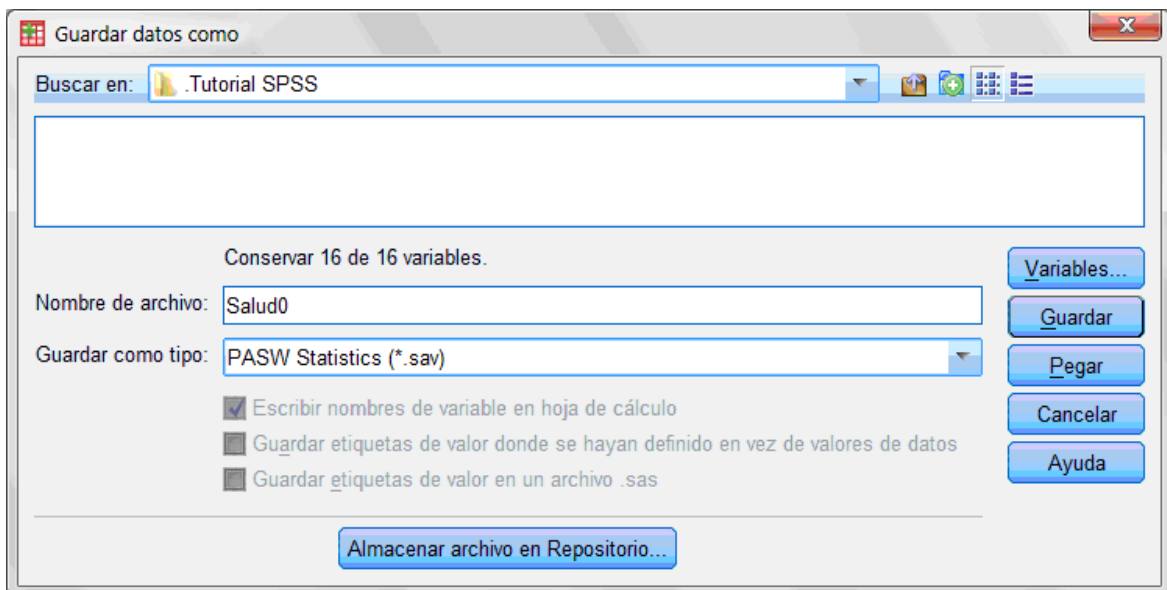 Guardar datos como
Buscar en: .Tutorial SPSS
Conservar 16 de 16 variables.
Variables...
Nombre de archivo: Salud0
Guardar
Guardar como tipo: PASW Statistics (*.sav)
Pegar
Escribir nombres de variable en hoja de cálculo
Cancelar
Guardar etiquetas de valor donde se hayan definido en vez de valores de datos
Ayuda
Guardar etiquetas de valor en un archivo .sas
Almacenar archivo en Repositorio...